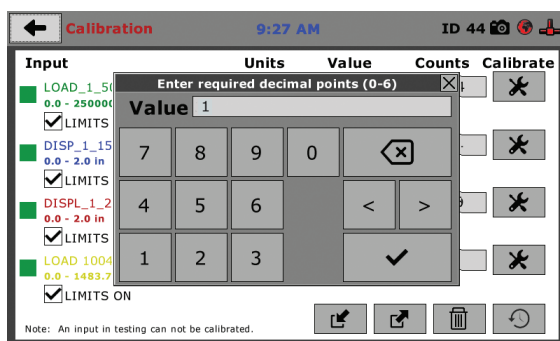 Calibration 9:27 AM ID 44
Input Units Value Counts Calibrate
LOAD_1_50
0.0 - 250000
LIMITS
DISP_1_15
0.0 - 2.0 in
LIMITS
DISPL_1_2
0.0 - 2.0 in
LIMITS
LOAD 1004
0.0 - 1483.7
LIMITS ON
Enter required decimal points (0-6)
Value 1
7 8 9 0
4 5 6 < >
1 2 3
Note: An input in testing can not be calibrated.